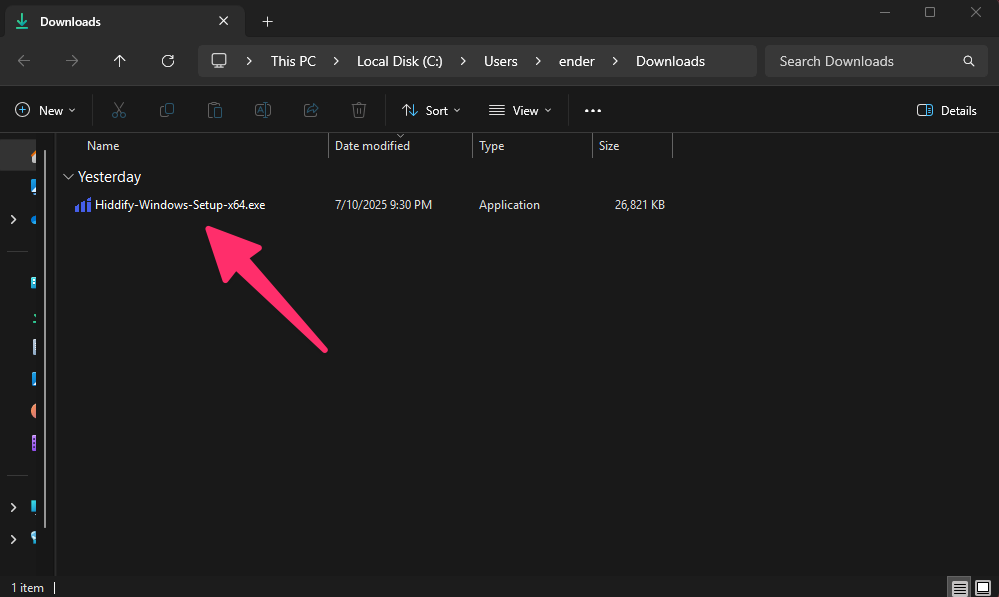 Downloads
This PC > Local Disk (C:) > Users > ender > Downloads
Search Downloads
New
Sort
View
Details
Name Date modified Type Size
Yesterday
Hiddify-Windows-Setup-x64.exe 7/10/2025 9:30 PM Application 26,821 KB
1 item